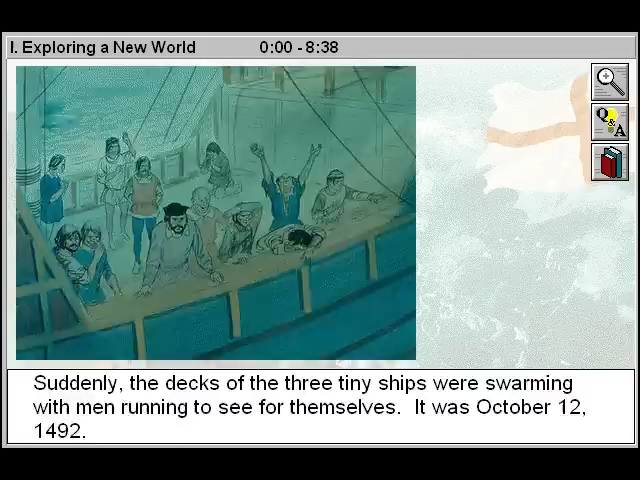 I. Exploring a New World 0:00 - 8:38
Q
&
A
Suddenly, the decks of the three tiny ships were swarming
with men running to see for themselves. It was October 12,
1492.